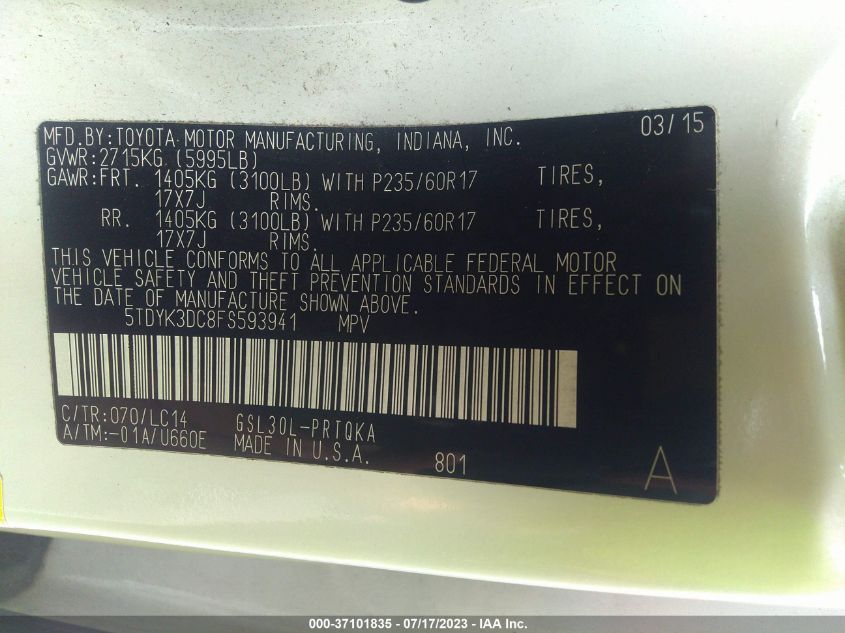 MFD.BY:TOYOTA MOTOR MANUFACTURING, INDIANA, INC. 03/15
GVWR:2715KG (5995LB)
GAWR:FRT. 1405KG (3100LB) WITH P235/60R17 TIRES,
17X7J RIMS.
RR. 1405KG (3100LB) WITH P235/60R17 TIRES,
17X7J RIMS.
THIS VEHICLE CONFORMS TO ALL APPLICABLE FEDERAL MOTOR
VEHICLE SAFETY AND THEFT PREVENTION STANDARDS IN EFFECT ON
THE DATE OF MANUFACTURE SHOWN ABOVE.
5TDYK3DC8FS593941 MPV
C/TR:070/LC14 GSL30L-PRTQKA
A/TM:-01A/U660E MADE IN U.S.A. 801 A
000-37101835 - 07/17/2023 - IAA Inc.